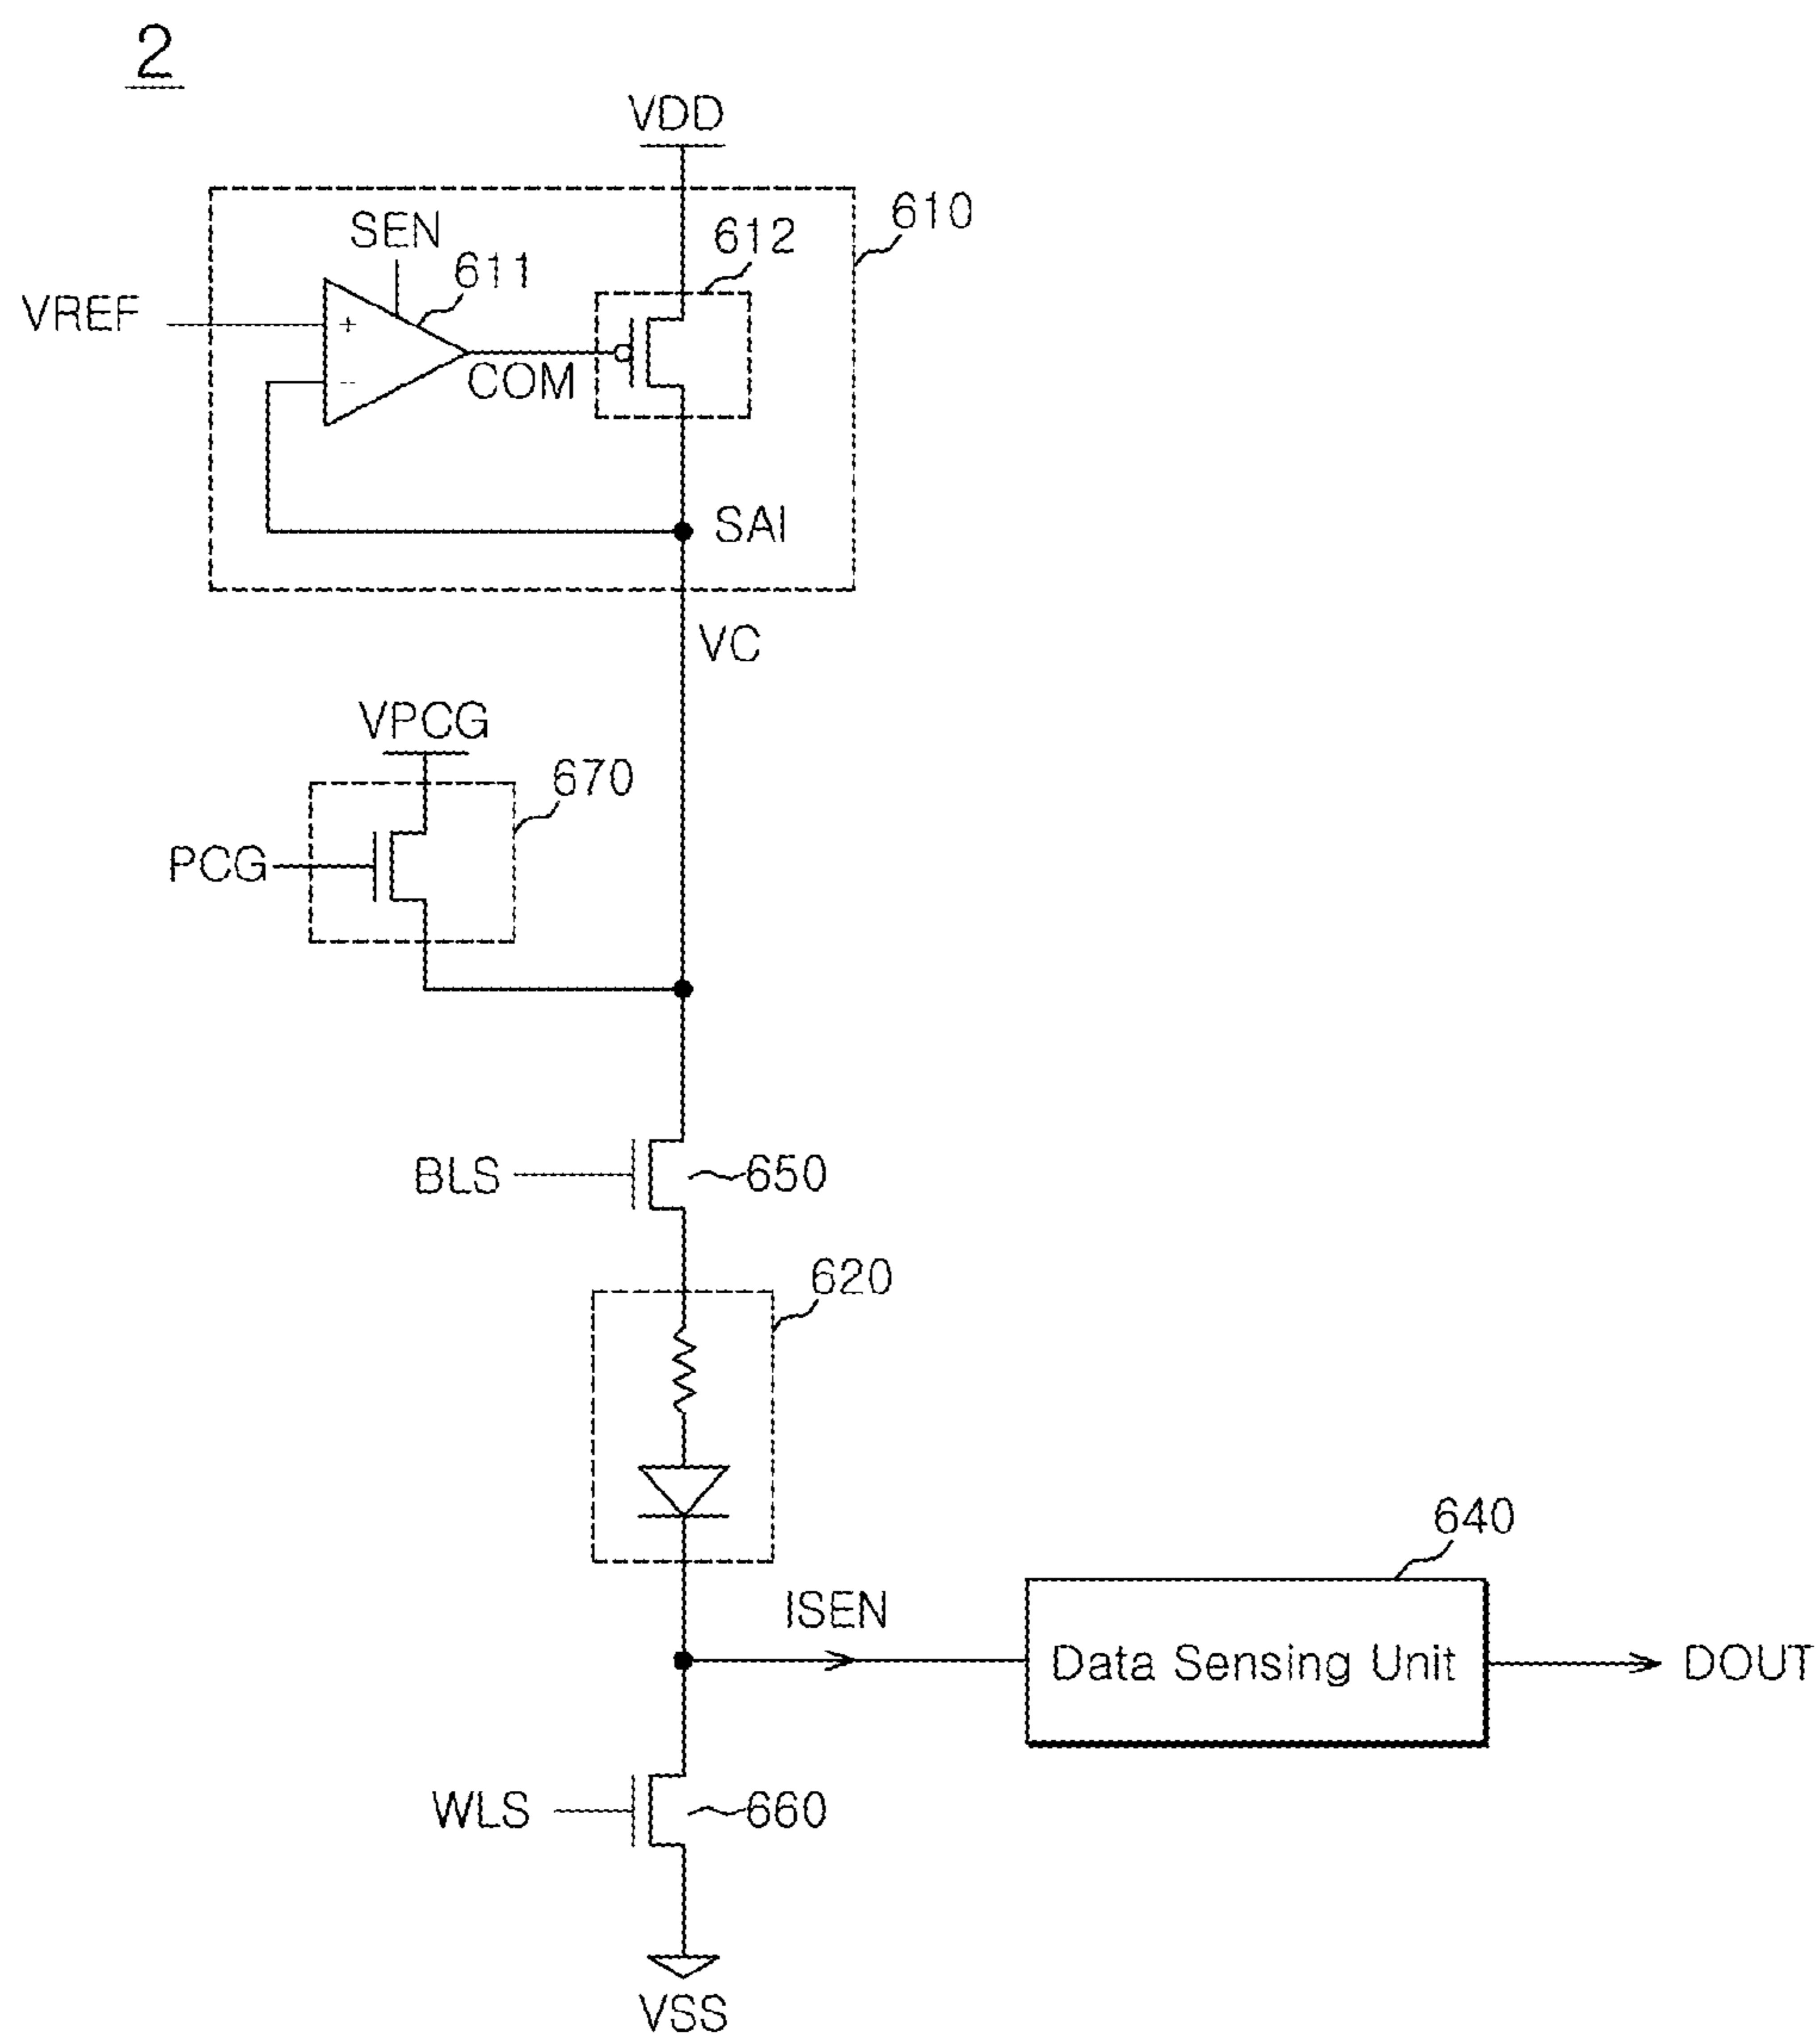 2
VDD
610
612
SEN
611
VREF
+
COM
--
SAI
VC
VPCG
670
PCG
BLS
650
620
640
ISEN
Data Sensing Unit
DOUT
WLS
660
VSS